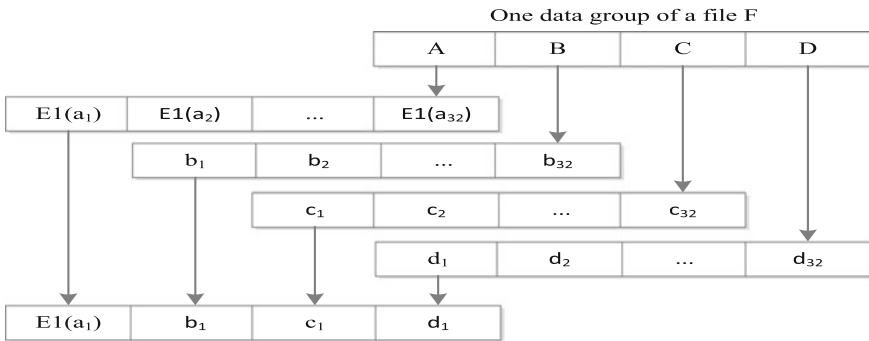 One data group of a file F
A B C D
E1(a₁) E1(a₂) ... E1(a₃₂)
b₁ b₂ ... b₃₂
c₁ c₂ ... c₃₂
d₁ d₂ ... d₃₂
E1(a₁) b₁ c₁ d₁